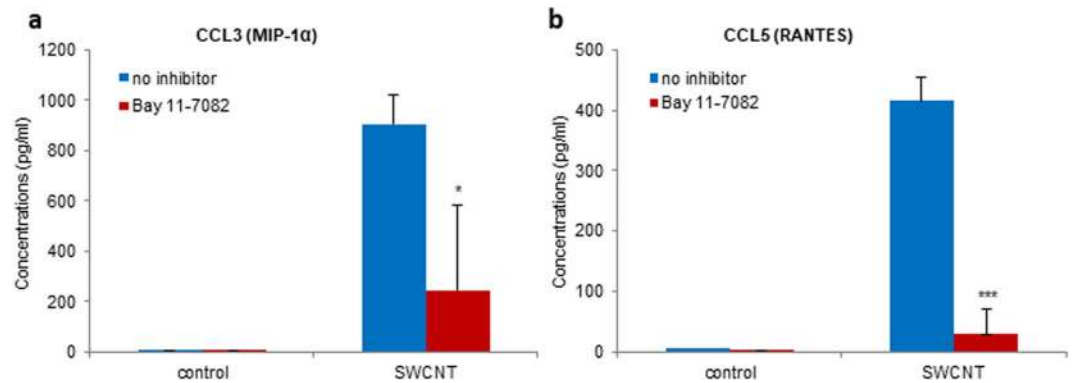 a
CCL3 (MIP-1α)
1200
1000
800
600
400
200
0
Concentrations (pg/ml)
no inhibitor
Bay 11-7082
*
control
SWCNT
b
CCL5 (RANTES)
500
400
300
200
100
0
Concentrations (pg/ml)
no inhibitor
Bay 11-7082
***
control
SWCNT